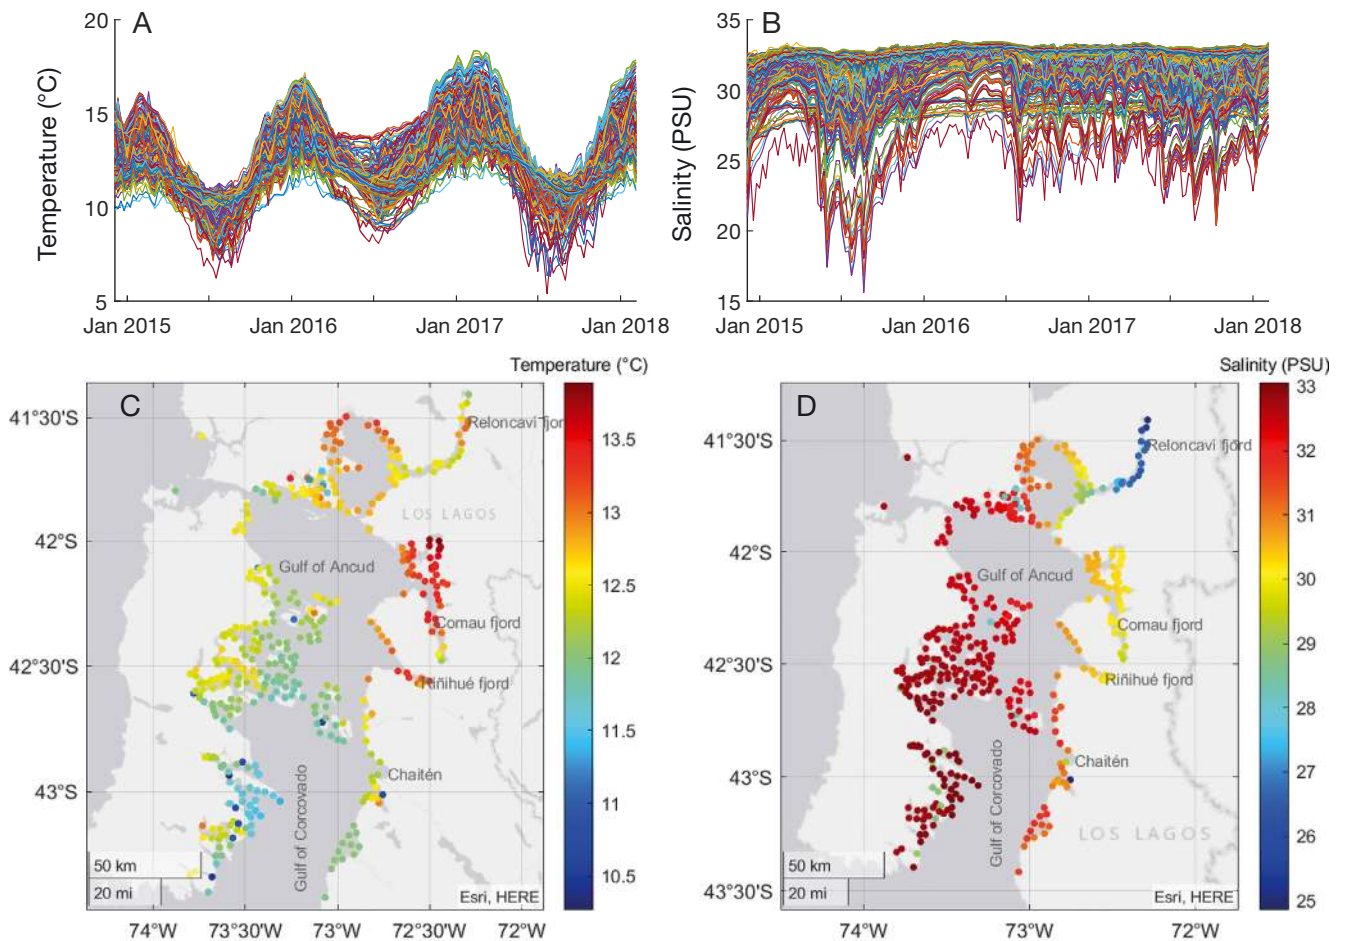 A
Temperature (°C)
20
15
10
5
Jan 2015
Jan 2016
Jan 2017
Jan 2018
B
Salinity (PSU)
35
30
25
20
15
Jan 2015
Jan 2016
Jan 2017
Jan 2018
Temperature (°C)
C
41°30'S
42°S
42°30'S
43°S
Reloncaví fjor
LOS LAGOS
Gulf of Ancud
Comau fjord
Riñihué fjord
Chaitén
Gulf of Corcovado
50 km
20 mi
Esri, HERE
74°W
73°30'W
73°W
72°30'W
72°W
13.5
13
12.5
12
11.5
11
10.5
Salinity (PSU)
D
41°30'S
42°S
42°30'S
43°S
43°30'S
Reloncaví fjord
Gulf of Ancud
Comau fjord
Riñihué fjord
Chaitén
Gulf of Corcovado
LOS LAGOS
50 km
20 mi
Esri, HERE
74°W
73°W
72°W
33
32
31
30
29
28
27
26
25